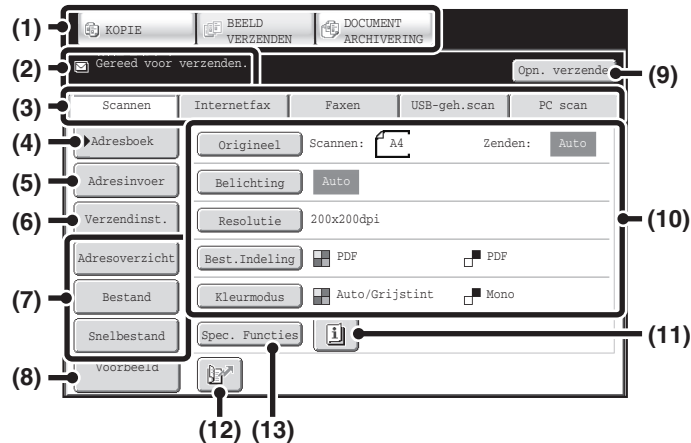 (1)
KOPIE
BEELD
VERZENDEN
DOCUMENT
ARCHIVERING
(2)
Gereed voor verzenden.
Opn. verzende
(9)
(3)
Scannen
Internetfax
Faxen
USB-geh.scan
PC scan
(4)
Adresboek
Origineel
Scannen:
A4
Zenden:
Auto
(5)
Adresinvoer
Belichting
Auto
(6)
Verzendinst.
Resolutie
200x200dpi
(10)
Adresoverzicht
Best.Indeling
PDF
PDF
(7)
Bestand
Kleurmodus
Auto/Grijstint
Mono
Snelbestand
Spec. Functies
(11)
(8)
Voorbeeld
(12)
(13)